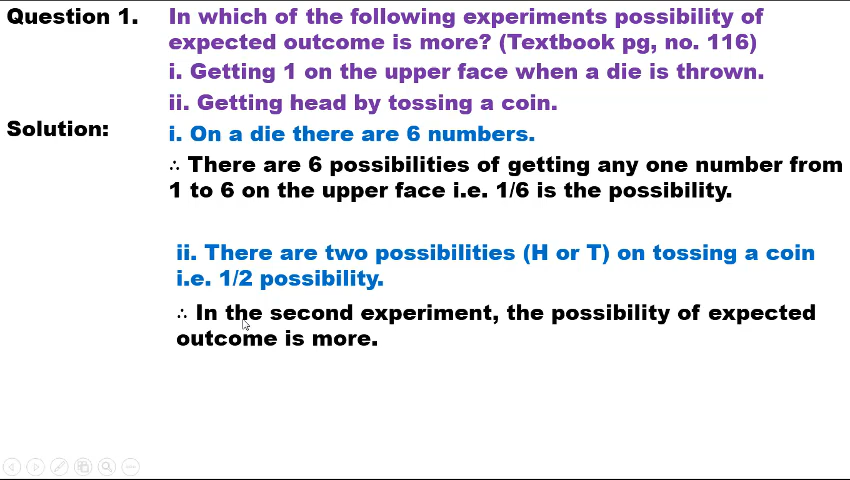 Question 1. In which of the following experiments possibility of
expected outcome is more? (Textbook pg, no. 116)
i. Getting 1 on the upper face when a die is thrown.
ii. Getting head by tossing a coin.
Solution: i. On a die there are 6 numbers.
∴ There are 6 possibilities of getting any one number from
1 to 6 on the upper face i.e. 1/6 is the possibility.
ii. There are two possibilities (H or T) on tossing a coin
i.e. 1/2 possibility.
∴ In the second experiment, the possibility of expected
outcome is more.